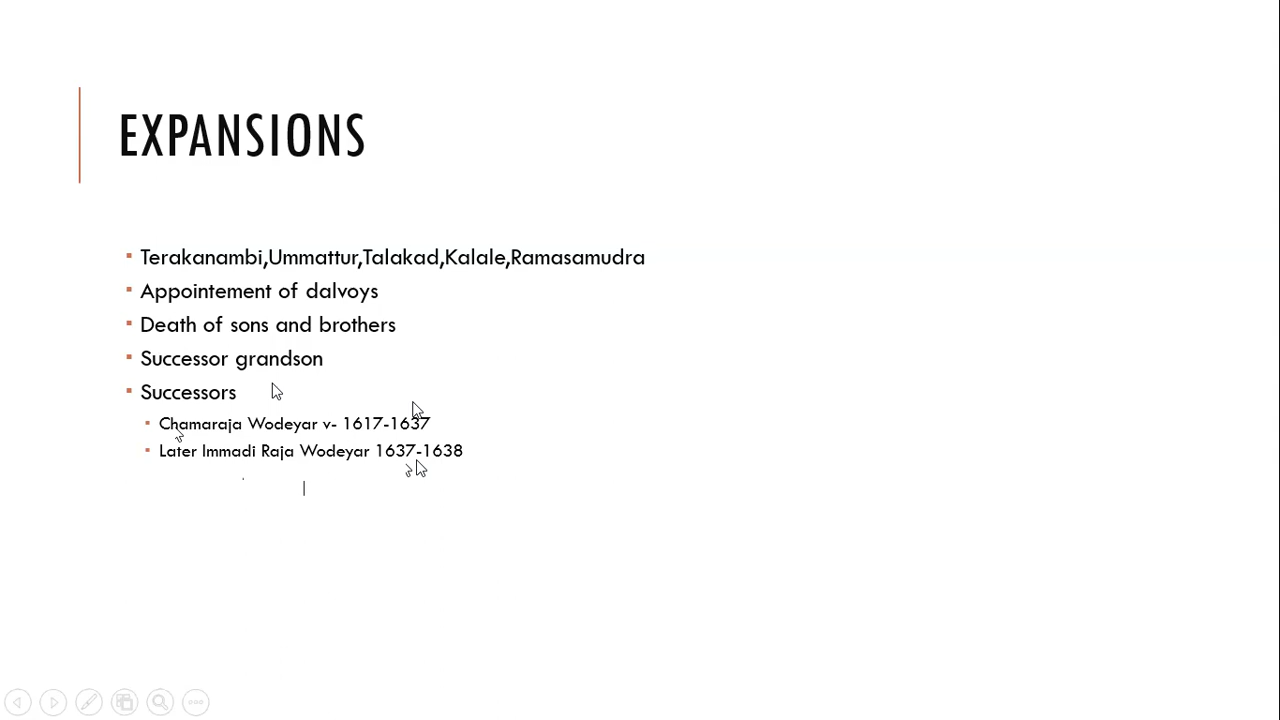 EXPANSIONS
Terakanambi,Ummattur,Talakad,Kalale,Ramasamudra
Appointement of dalvoys
Death of sons and brothers
Successor grandson
Successors
Chamaraja Wodeyar v- 1617-1637
Later Immadi Raja Wodeyar 1637-1638